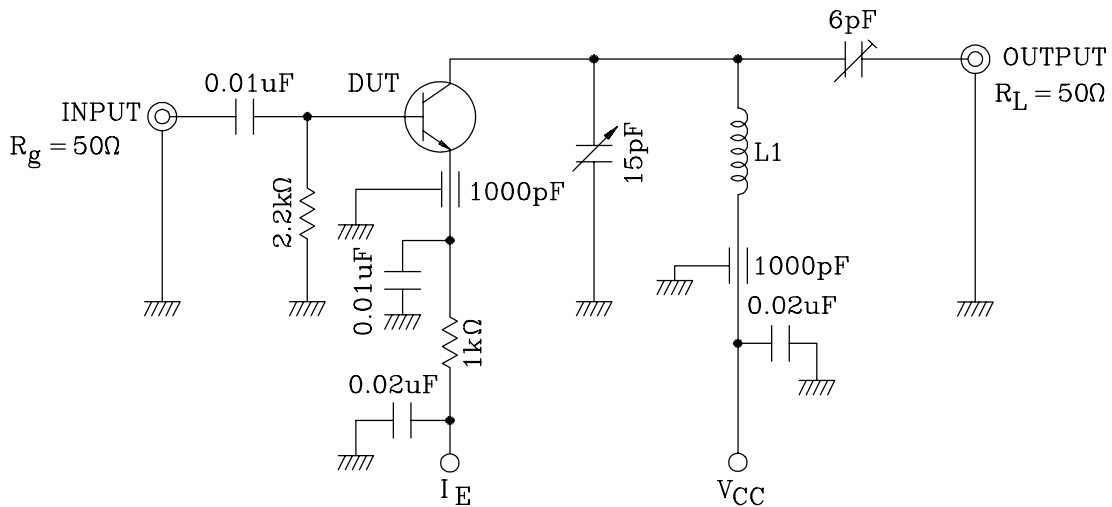 6pF
OUTPUT
0.01uF
DUT
INPUT
R_L=50Ω
R_g=50Ω
15pF
L1
1000pF
2.2kΩ
1000pF
0.01uF
0.02uF
1kΩ
0.02uF
I_E
V_CC